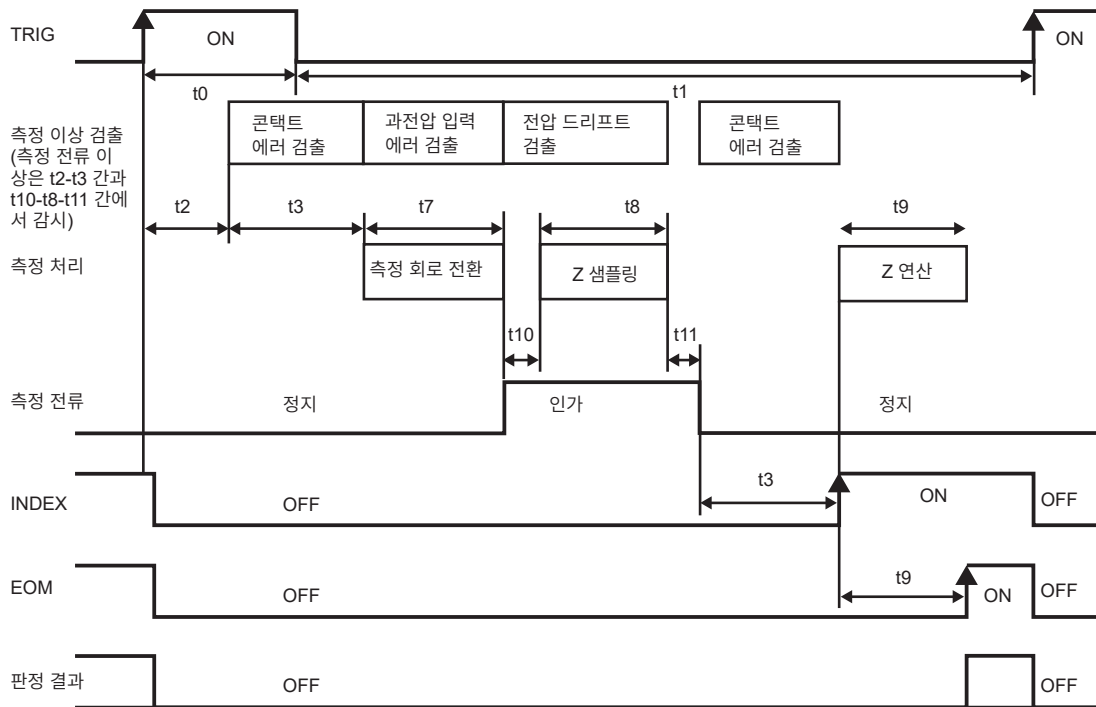 TRIG
ON
ON
t0
t1
측정 이상 검출
(측정 전류 이
상은 t2-t3 간과
t10-t8-t11 간에
서 감시)
콘택트
에러 검출
과전압 입력
에러 검출
전압 드리프트
검출
콘택트
에러 검출
t2
t3
t7
t8
t9
측정 처리
측정 회로 전환
Z 샘플링
Z 연산
t10
t11
측정 전류
정지
인가
정지
t3
INDEX
OFF
ON
OFF
t9
EOM
OFF
ON
OFF
판정 결과
OFF
OFF